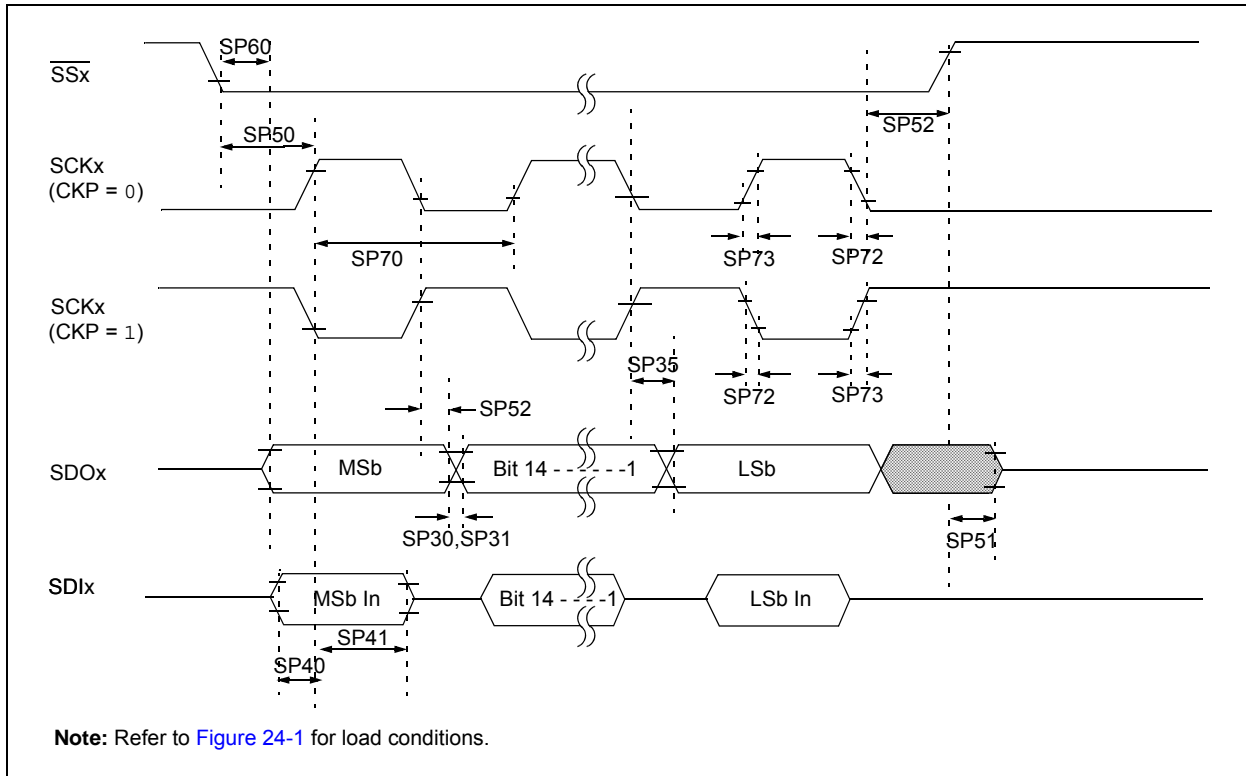 SP60
SSx
SP50
SP52
SCKx
(CKP = 0)
SP70
SP73
SP72
SCKx
(CKP = 1)
SP35
SP72
SP73
SP52
SDOx
MSb
Bit 14 - - - - - -1
LSb
SP30,SP31
SP51
SDIx
MSb In
Bit 14 - - - - -1
LSb In
SP41
SP40
Note: Refer to Figure 24-1 for load conditions.